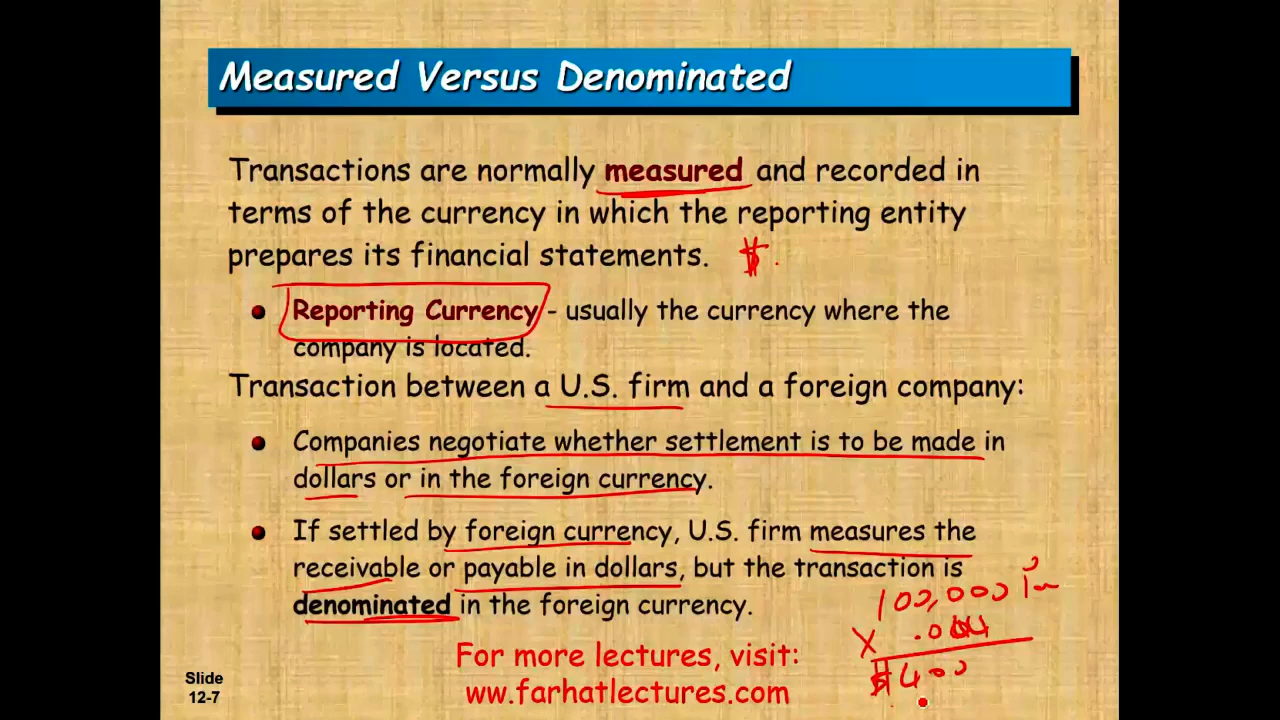 Measured Versus Denominated
Transactions are normally measured and recorded in
terms of the currency in which the reporting entity
prepares its financial statements. $
Reporting Currency - usually the currency where the
company is located.
Transaction between a U.S. firm and a foreign company:
Companies negotiate whether settlement is to be made in
dollars or in the foreign currency.
If settled by foreign currency, U.S. firm measures the
receivable or payable in dollars, but the transaction is
denominated in the foreign currency.
100,000
X
$400
For more lectures, visit:
ww.farhatlectures.com
Slide
12-7